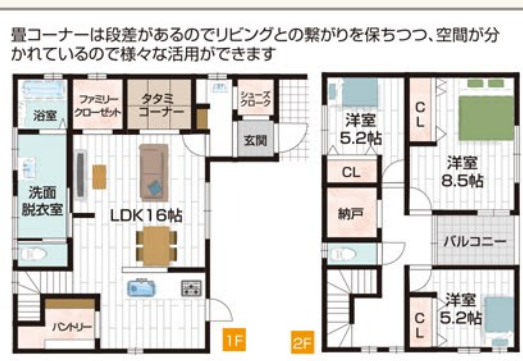 畳コーナーは段差があるのでリビングとの繋がりを保ちつつ、空間が分
かれているので様々な活用ができます
浴室
ファミリー
クローゼット
タタミ
コーナー
シューズ
クローク
玄関
洗面
脱衣室
LDK16帖
パントリー
1F
洋室
5.2帖
CL
洋室
8.5帖
CL
納戸
バルコニー
洋室
5.2帖
CL
2F